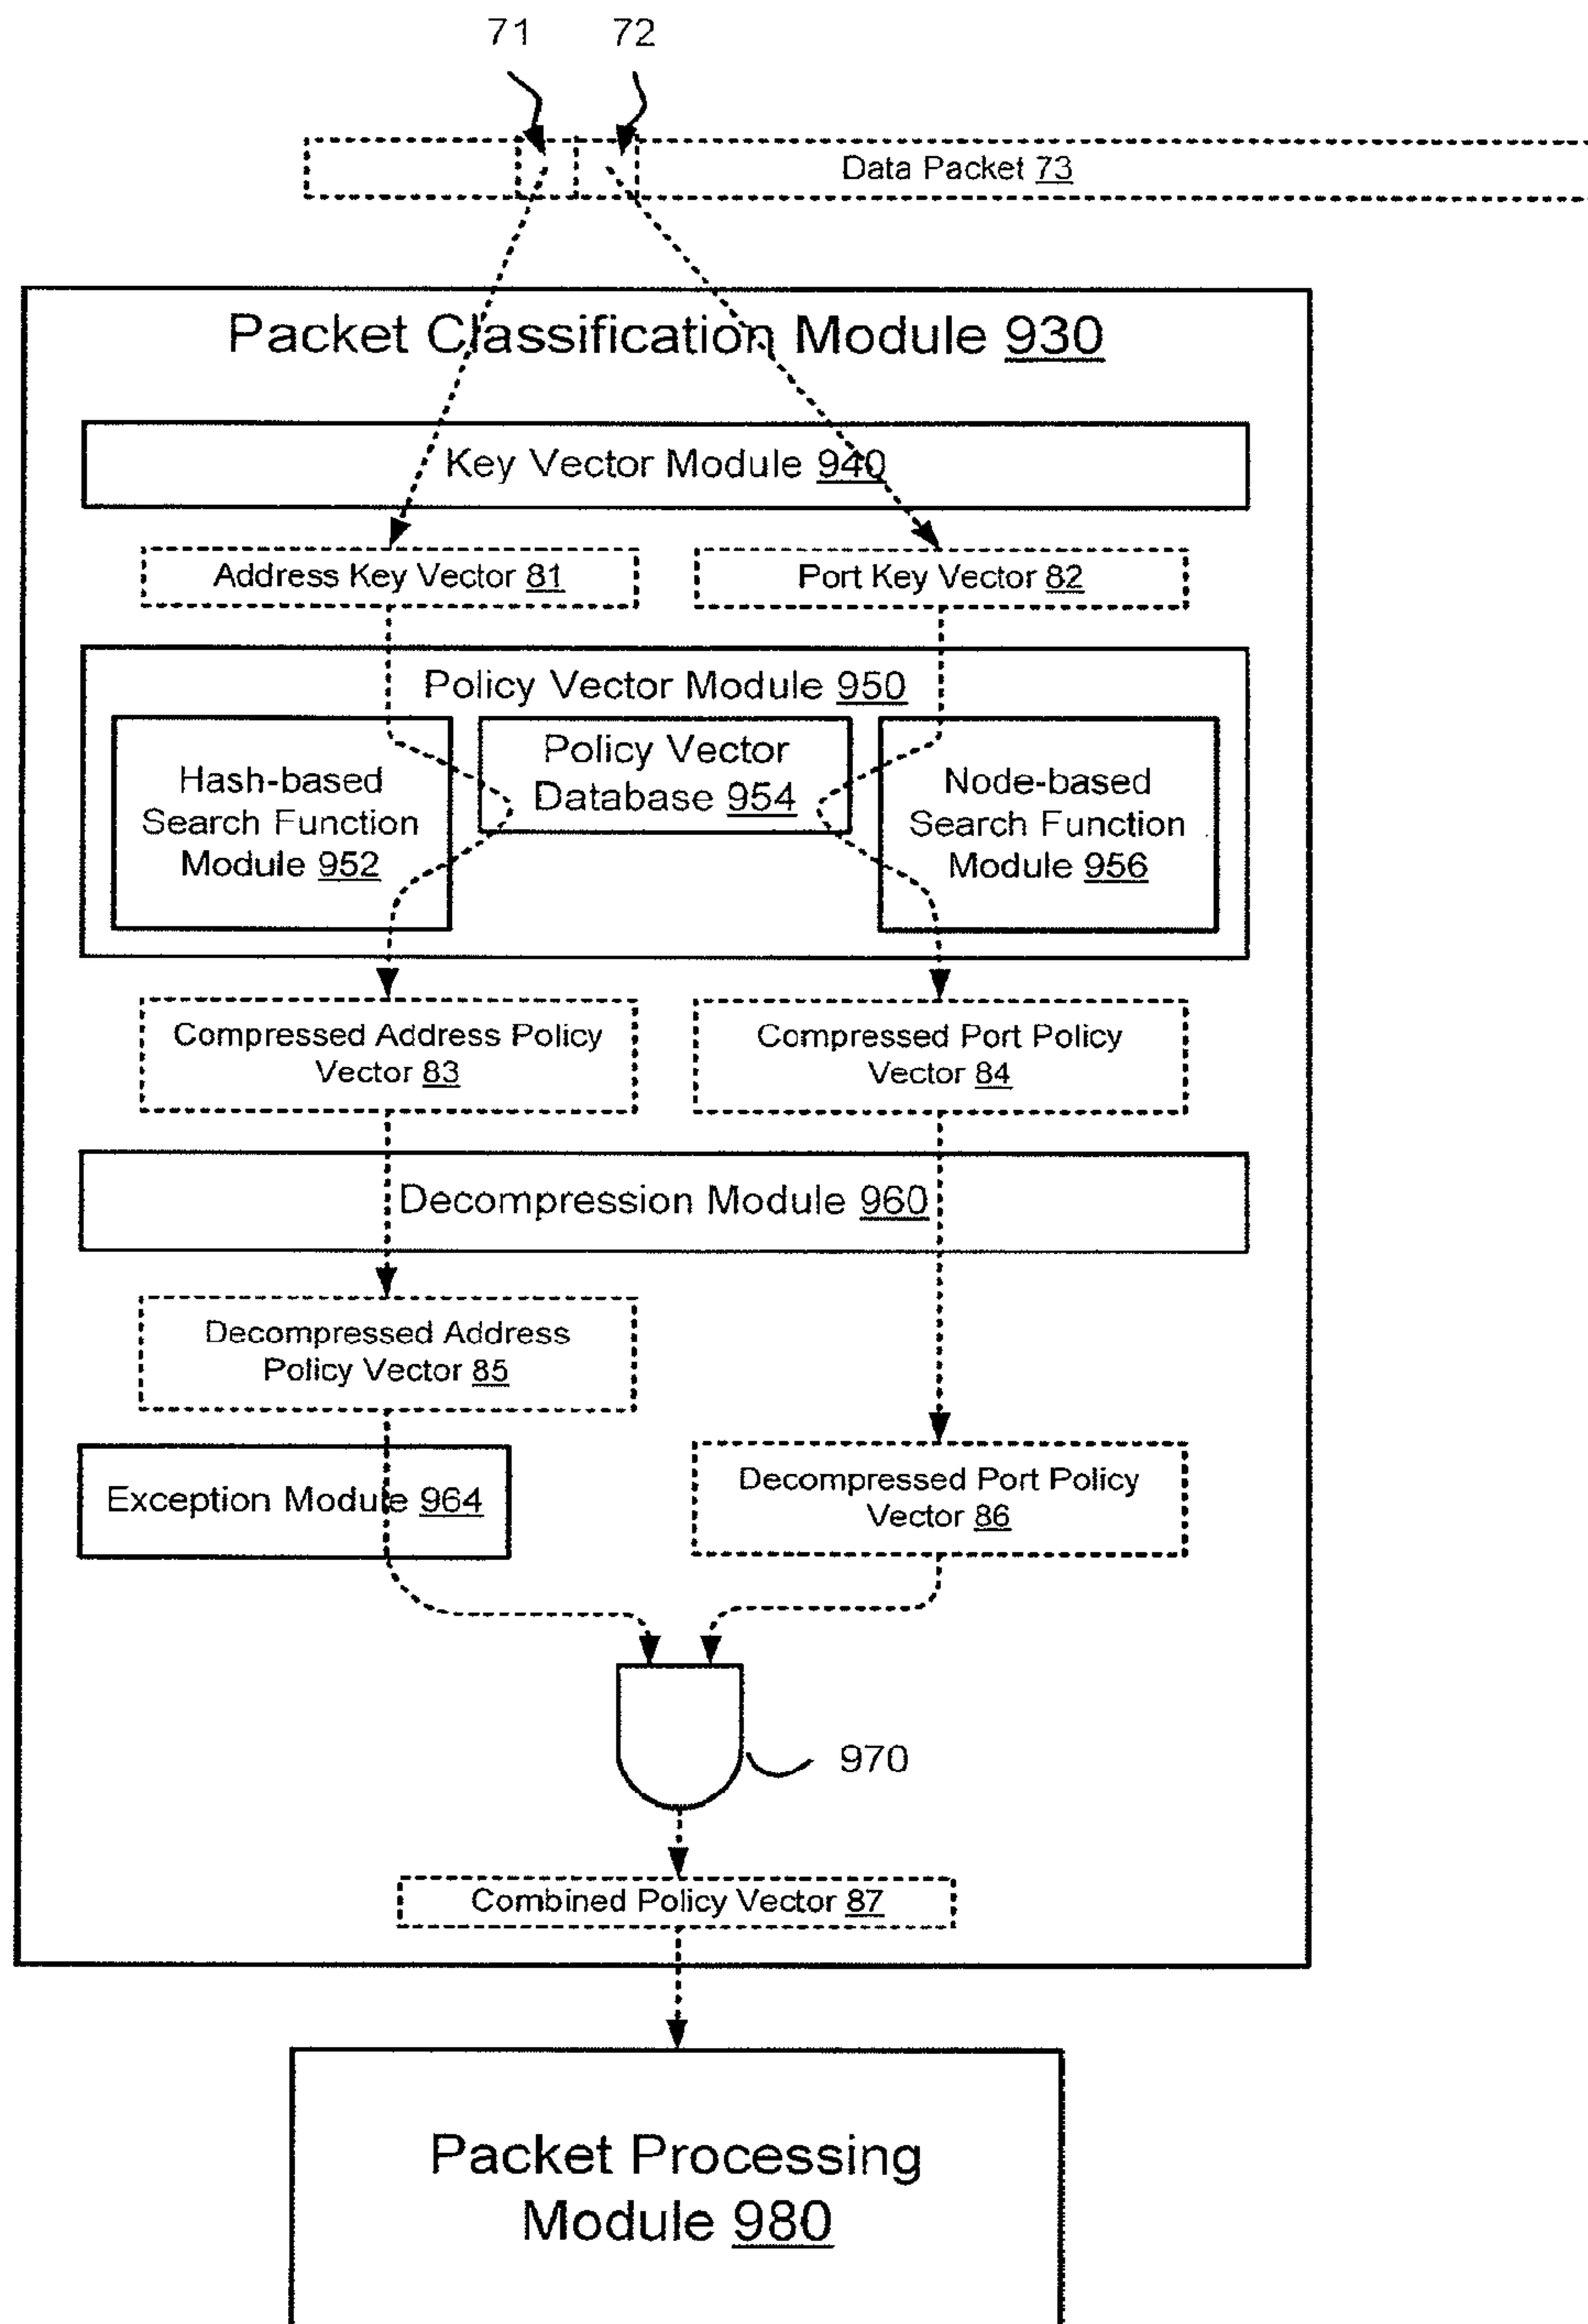 71 72
Data Packet 73
Packet Classification Module 930
Key Vector Module 940
Address Key Vector 81
Port Key Vector 82
Policy Vector Module 950
Hash-based
Search Function
Module 952
Policy Vector
Database 954
Node-based
Search Function
Module 956
Compressed Address Policy
Vector 83
Compressed Port Policy
Vector 84
Decompression Module 960
Decompressed Address
Policy Vector 85
Exception Module 964
Decompressed Port Policy
Vector 86
970
Combined Policy Vector 87
Packet Processing
Module 980